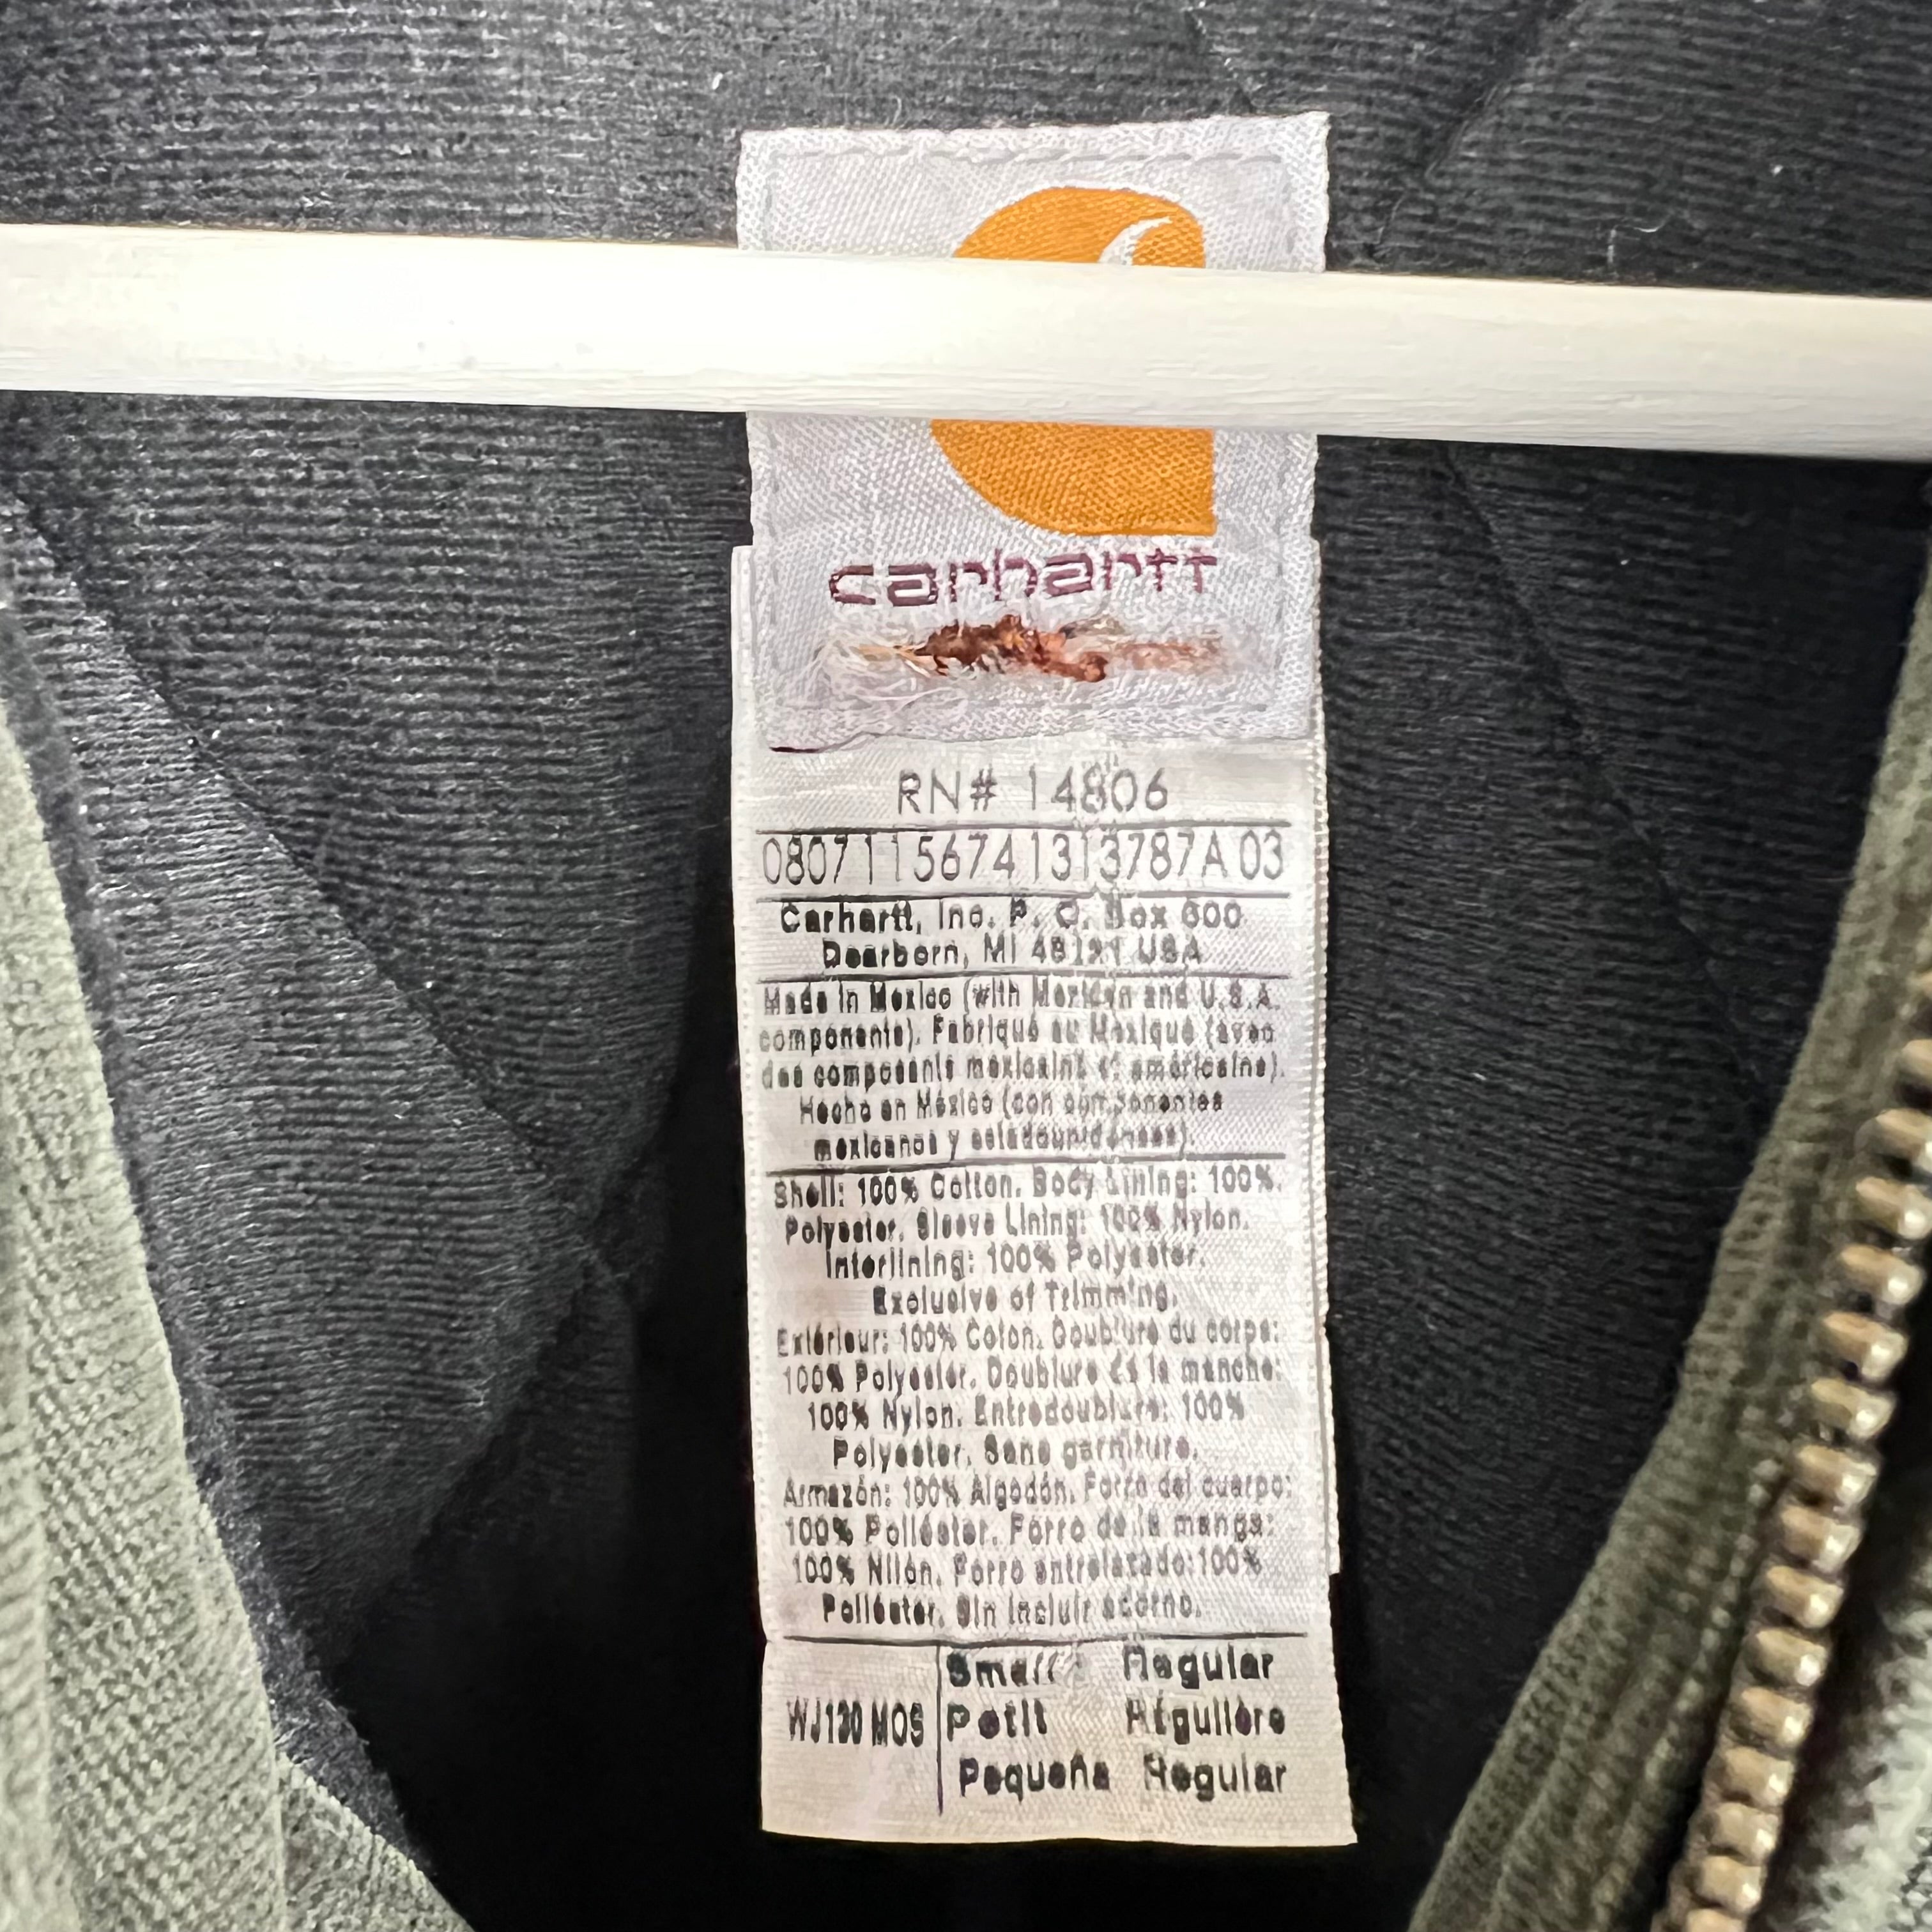 carhartt
RN# 14806
0807115674131 3787A 03
Carhartt, Inc. P. O. Box 600
Dearborn, MI 48121 USA
Made in Mexico (with Mexican and U.S.A.
components). Fabriqué au Mexique (avec
des composants mexicains et américains).
Hecho en México (con componentes
mexicanos y estadounidenses).
Shell: 100% Cotton. Body Lining: 100%.
Polyester. Sleeve Lining: 100% Nylon.
Interlining: 100% Polyester.
Exclusive of Trimming.
Extérieur: 100% Coton. Doublure du corps:
100% Polyester. Doublure de la manche:
100% Nylon. Entredoublure: 100%
Polyester. Sans garniture.
Armazón: 100% Algodón. Forro del cuerpo:
100% Poliéster. Forro de la manga:
100% Nilón. Forro entrelazado:100%
Poliéster. Sin incluir adorno.
WJ130 MOS
Small Regular
Petit Régulière
Pequeña Regular